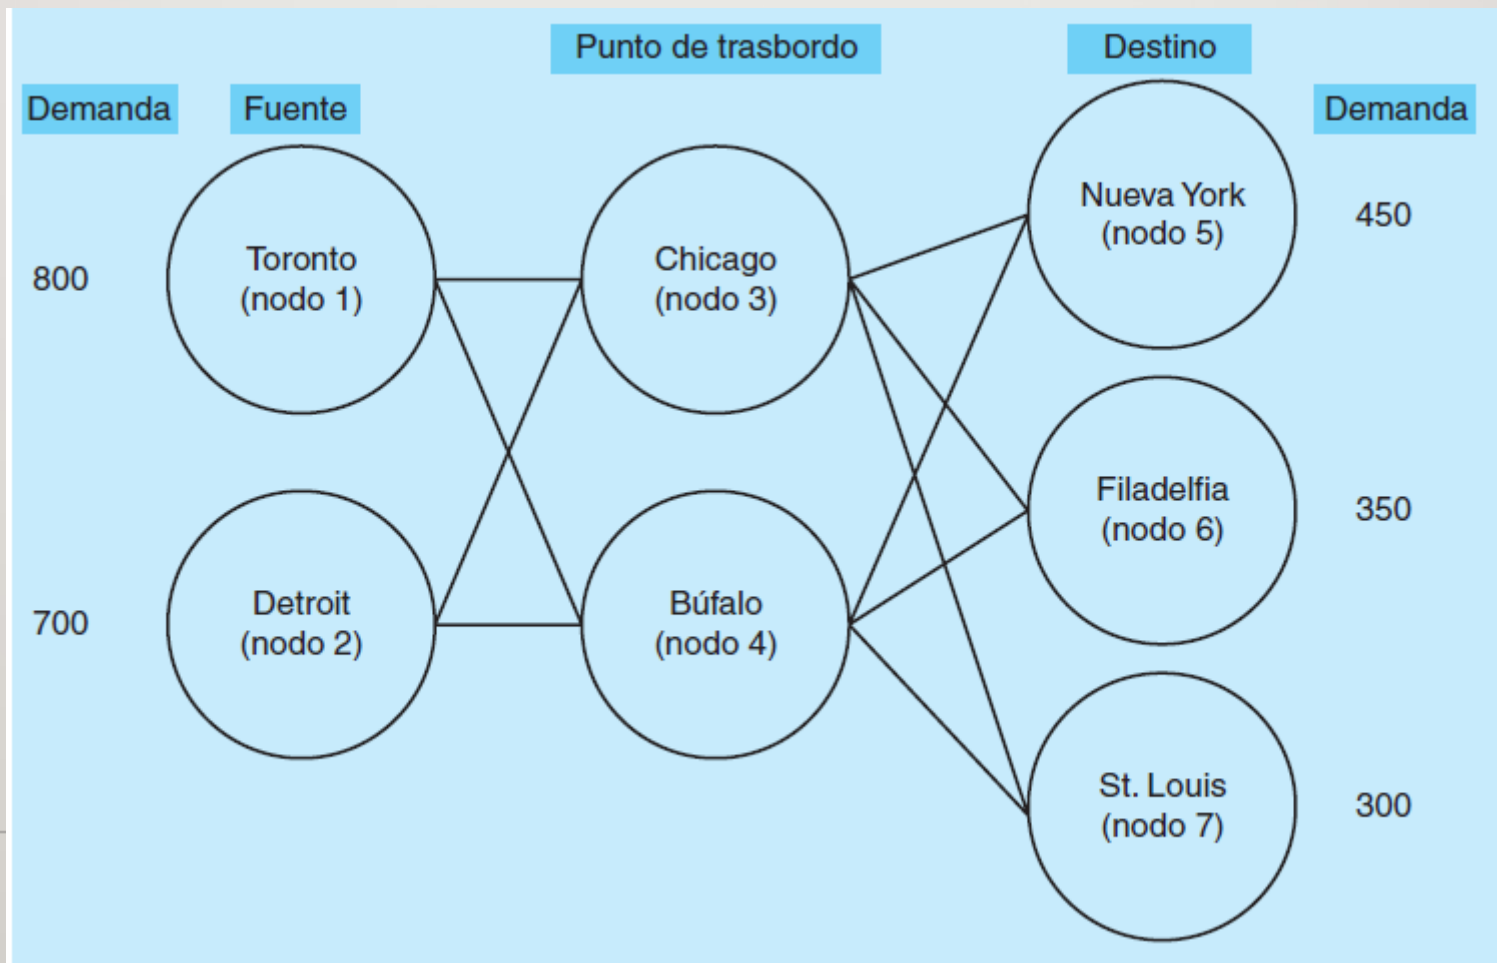 Punto de trasbordo
Destino
Demanda
Fuente
Demanda
800
Toronto
(nodo 1)
Chicago
(nodo 3)
Nueva York
(nodo 5)
450
Filadelfia
(nodo 6)
350
700
Detroit
(nodo 2)
Búfalo
(nodo 4)
St. Louis
(nodo 7)
300